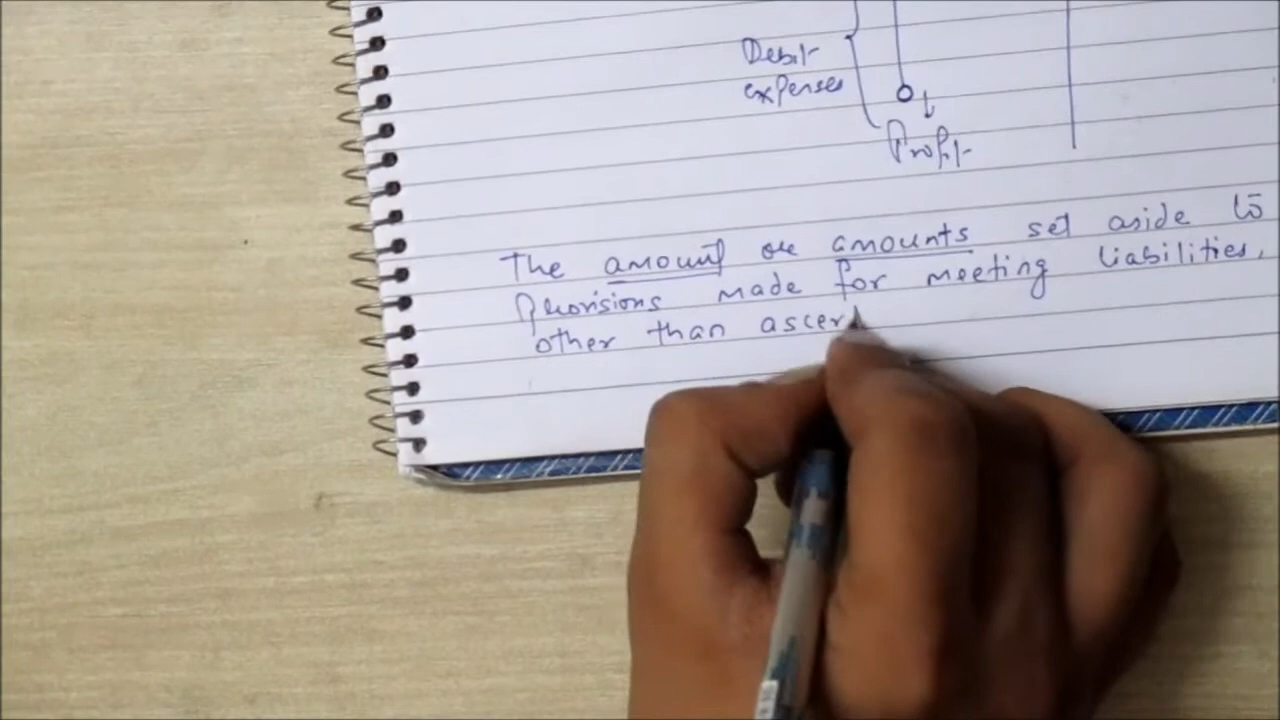 Debit
expenses
Profit
The amount or amounts set aside to
provisions made for meeting liabilities,
other than ascer